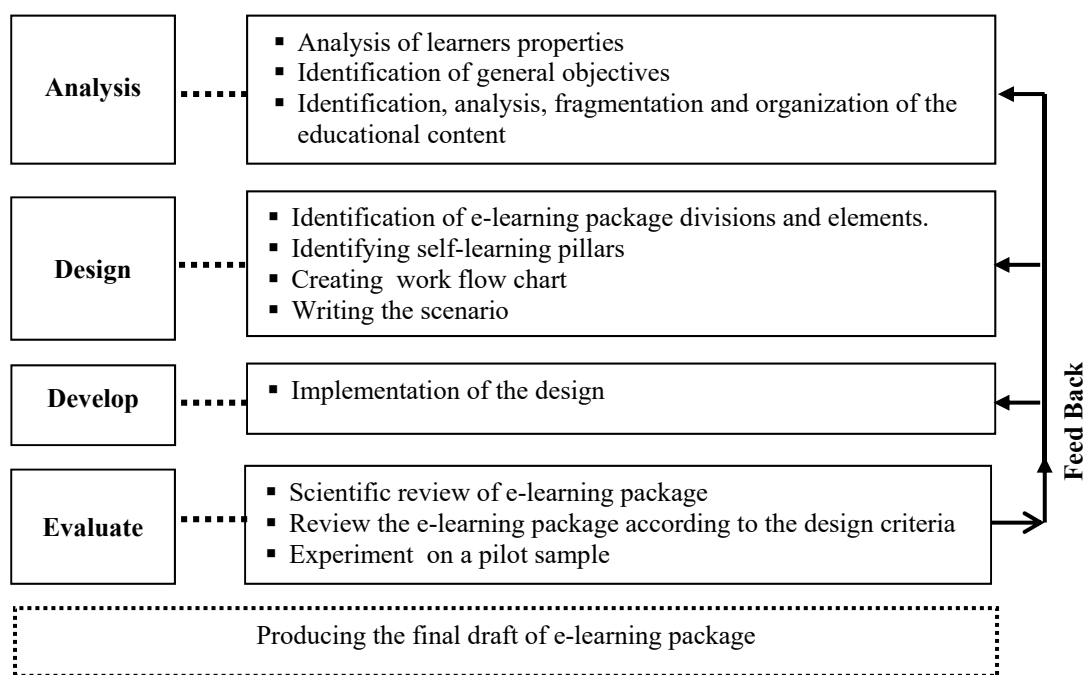 Analysis
▪ Analysis of learners properties
▪ Identification of general objectives
▪ Identification, analysis, fragmentation and organization of the
educational content
Design
▪ Identification of e-learning package divisions and elements.
▪ Identifying self-learning pillars
▪ Creating  work flow chart
▪ Writing the scenario
Develop
▪ Implementation of the design
Evaluate
▪ Scientific review of e-learning package
▪ Review the e-learning package according to the design criteria
▪ Experiment  on a pilot sample
Feed Back
Producing the final draft of e-learning package